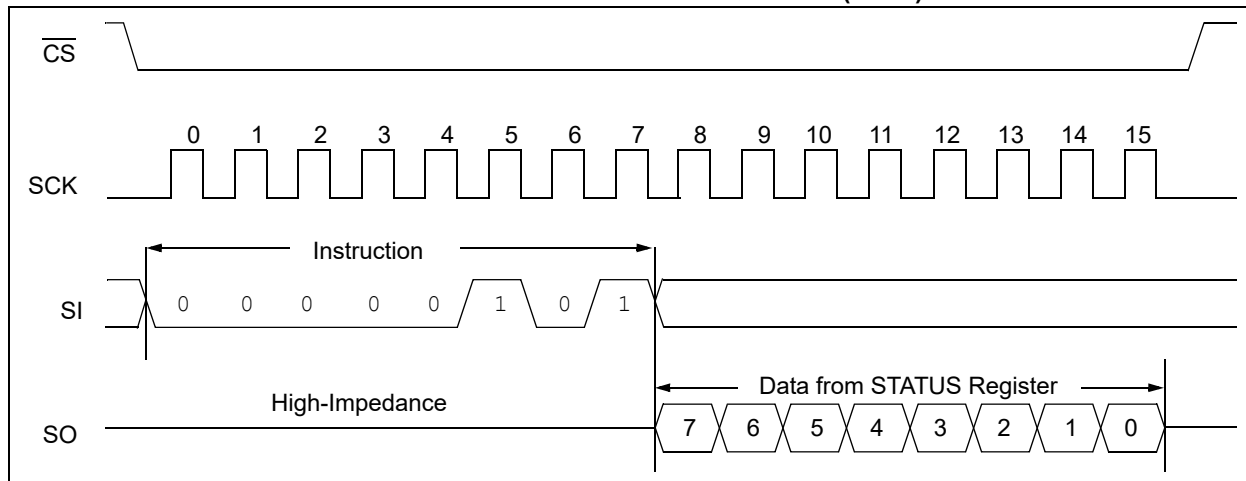 CS
0 1 2 3 4 5 6 7 8 9 10 11 12 13 14 15
SCK
Instruction
SI 0 0 0 0 0 1 0 1
Data from STATUS Register
High-Impedance
SO 7 6 5 4 3 2 1 0